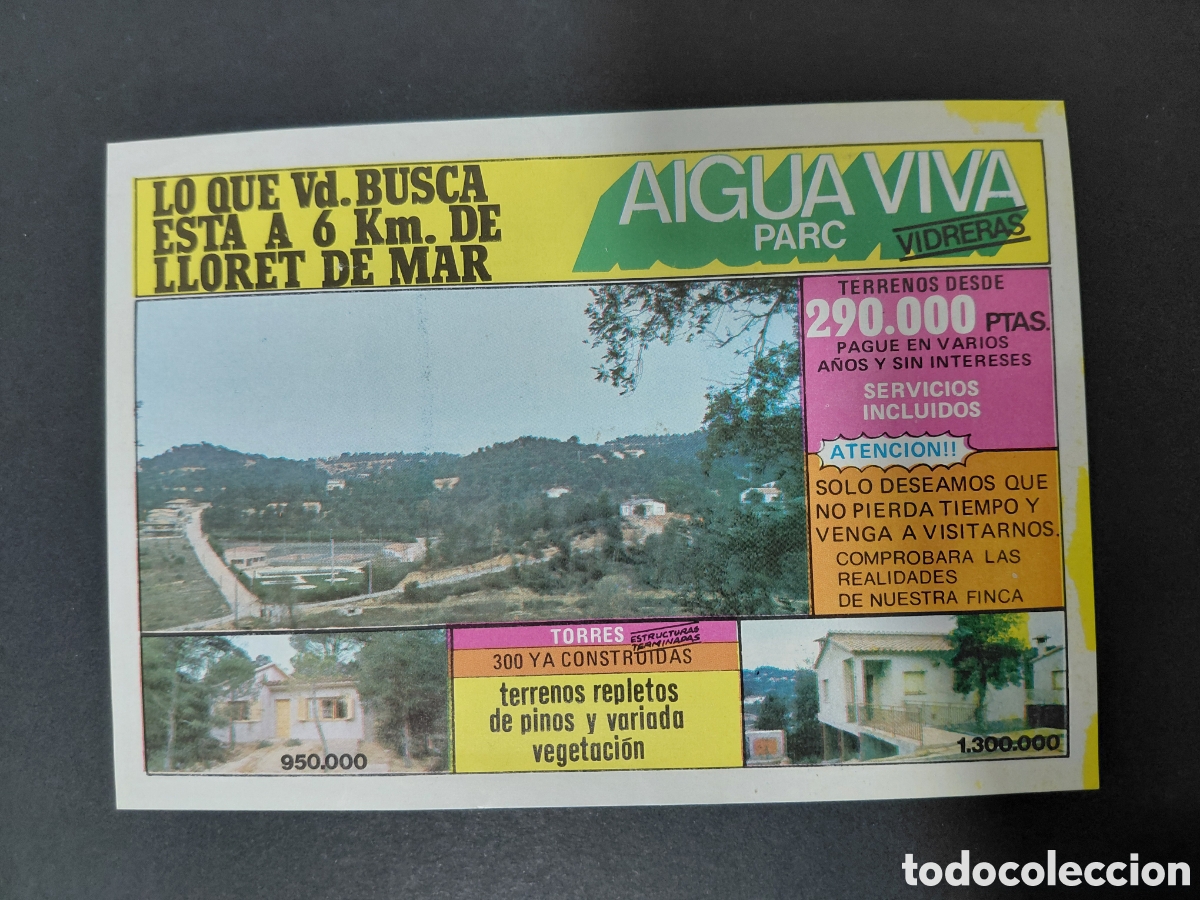 LO QUE Vd. BUSCA
ESTA A 6 Km. DE
LLORET DE MAR
AIGUA VIVA
PARC
VIDRERAS
TERRENOS DESDE
290.000 PTAS.
PAGUE EN VARIOS
AÑOS Y SIN INTERESES
SERVICIOS
INCLUIDOS
ATENCION!!
SOLO DESEAMOS QUE
NO PIERDA TIEMPO Y
VENGA A VISITARNOS.
COMPROBARA LAS
REALIDADES
DE NUESTRA FINCA
TORRES ESTRUCTURAS
TERMINADAS
300 YA CONSTRUIDAS
terrenos repletos
de pinos y variada
vegetación
950.000
1.300.000
todocoleccion